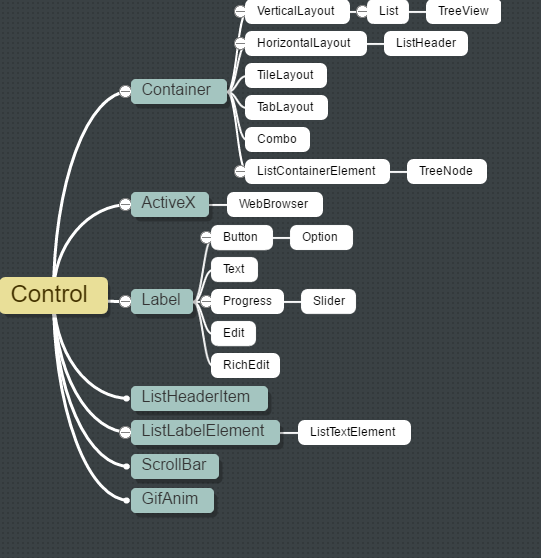 VerticalLayout List TreeView
HorizontalLayout ListHeader
TileLayout
Container
TabLayout
Combo
ListContainerElement TreeNode
ActiveX WebBrowser
Button Option
Text
Control
Label Progress Slider
Edit
RichEdit
ListHeaderItem
ListLabelElement ListTextElement
ScrollBar
GifAnim